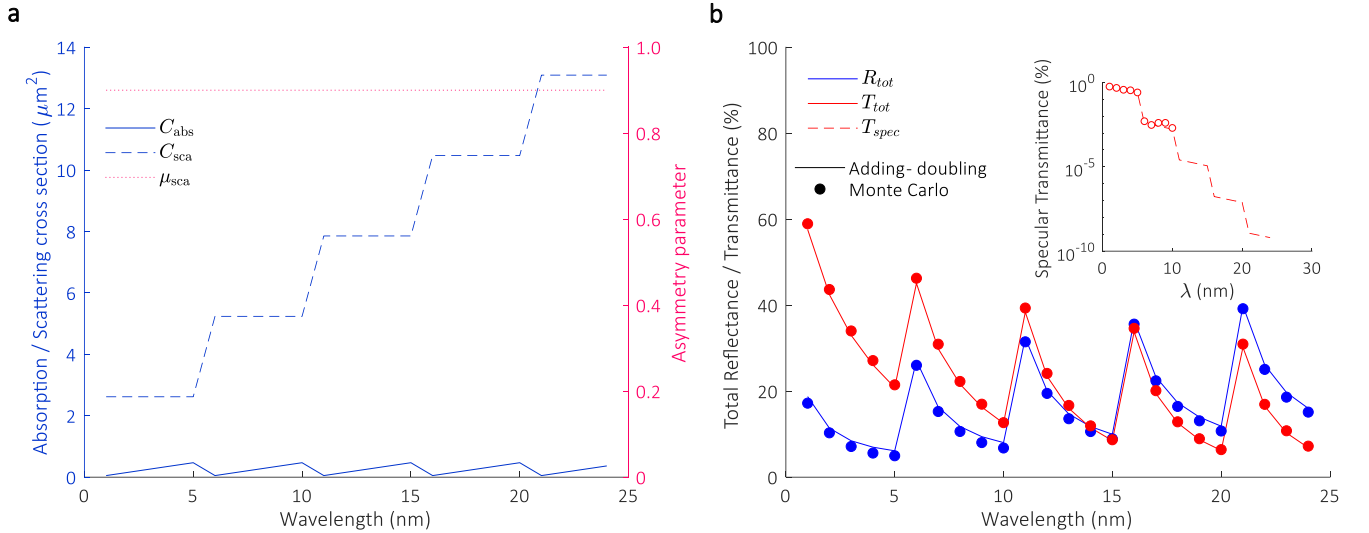 a
14
12
10
8
6
4
2
0
Absorption / Scattering cross section ( μm²)
C_abs
C_sca
μ_sca
1.0
0.8
0.6
0.4
0.2
0
Asymmetry parameter
0 5 10 15 20 25
Wavelength (nm)
b
100
80
60
40
20
0
Total Reflectance / Transmittance (%)
R_tot
T_tot
T_spec
Adding- doubling
Monte Carlo
Specular Transmittance (%)
10^0
10^-5
10^-10
0 10 20 30
λ (nm)
0 5 10 15 20 25
Wavelength (nm)